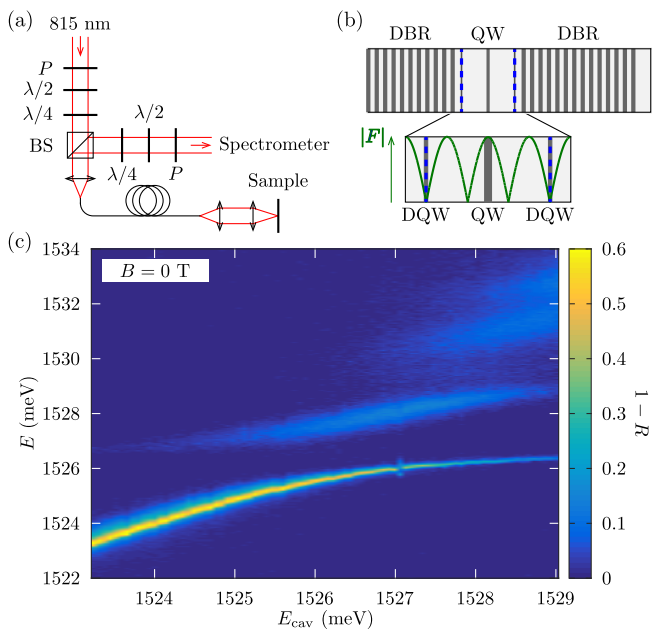 (a)
815 nm
P
λ/2
λ/4
BS
λ/2
λ/4
P
Spectrometer
Sample
(b)
DBR QW DBR
|F|
DQW QW DQW
(c)
B = 0 T
E (meV)
1534
1533
1530
1528
1526
1524
1523
1522
1524 1525 1526 1527 1528 1529
E_cav (meV)
0.6
0.5
0.4
0.3
0.2
0.1
0
1 − R